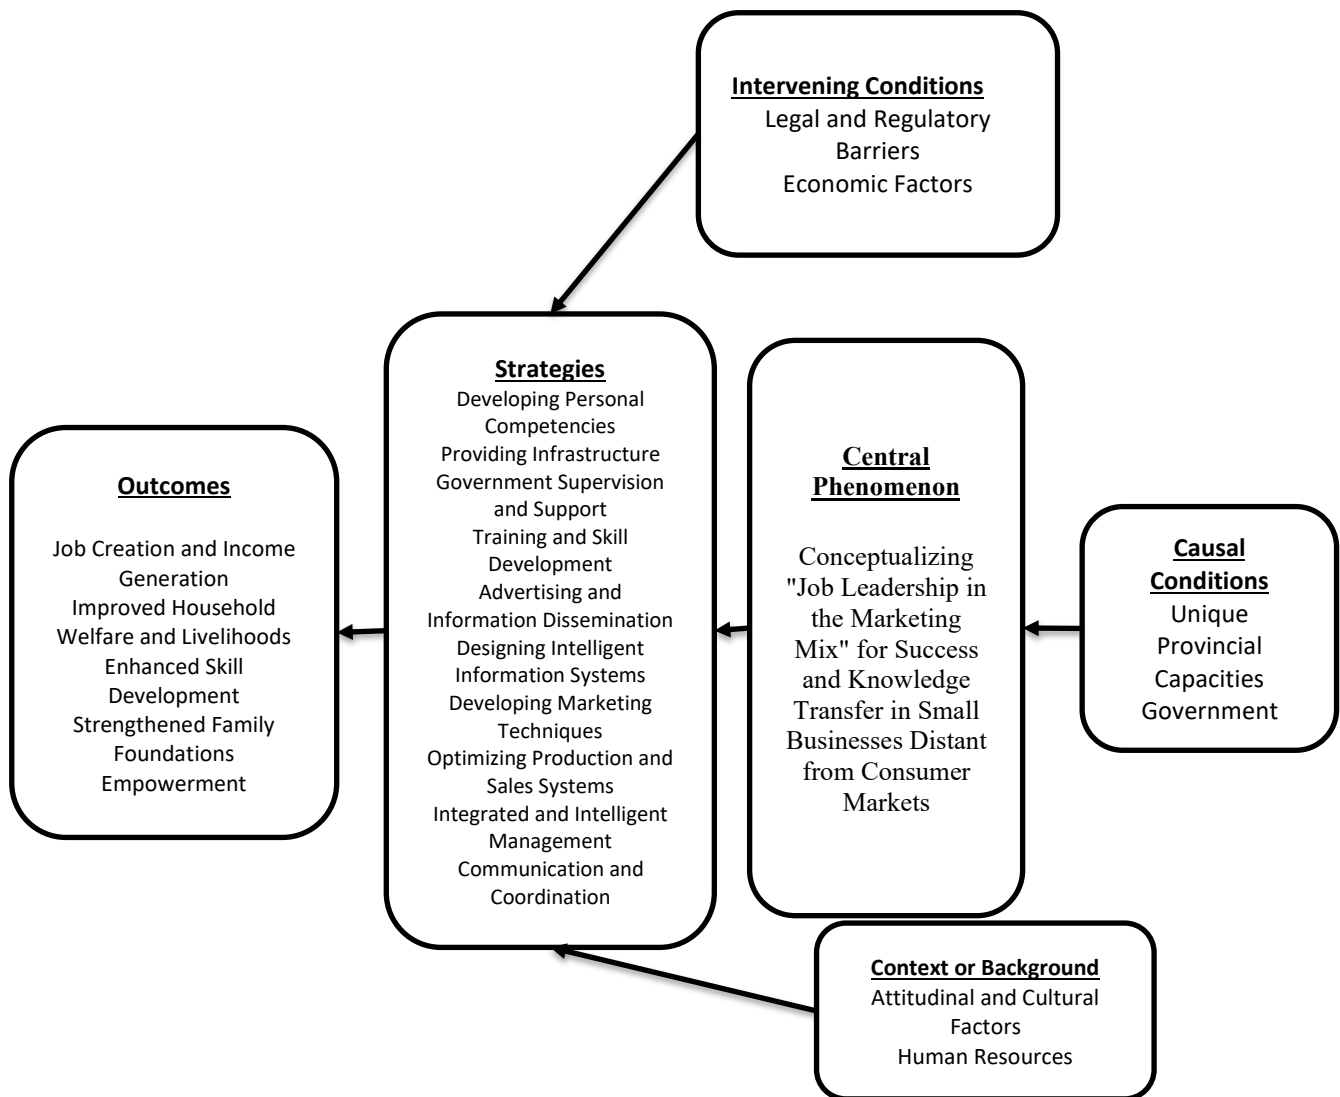 Intervening Conditions
Legal and Regulatory
Barriers
Economic Factors
Strategies
Developing Personal
Competencies
Providing Infrastructure
Government Supervision
and Support
Training and Skill
Development
Advertising and
Information Dissemination
Designing Intelligent
Information Systems
Developing Marketing
Techniques
Optimizing Production and
Sales Systems
Integrated and Intelligent
Management
Communication and
Coordination
Central
Phenomenon
Conceptualizing
"Job Leadership in
the Marketing
Mix" for Success
and Knowledge
Transfer in Small
Businesses Distant
from Consumer
Markets
Outcomes
Job Creation and Income
Generation
Improved Household
Welfare and Livelihoods
Enhanced Skill
Development
Strengthened Family
Foundations
Empowerment
Causal
Conditions
Unique
Provincial
Capacities
Government
Context or Background
Attitudinal and Cultural
Factors
Human Resources